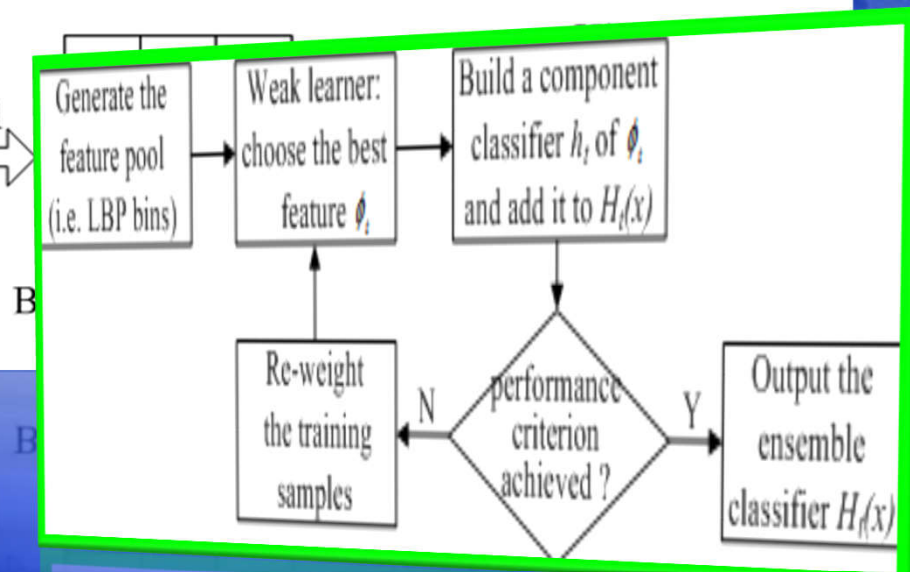 Generate the
feature pool
(i.e. LBP bins)
Weak learner:
choose the best
feature ϕₜ
Build a component
classifier hₜ of ϕₜ
and add it to Hₜ(x)
performance
criterion
achieved ?
N
Y
Re-weight
the training
samples
Output the
ensemble
classifier Hₜ(x)
B
B